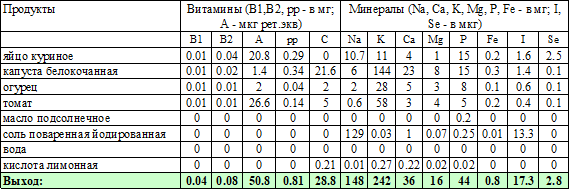 Продукты Витамины (B1,B2, pp - в мг; Минералы (Na, Ca, K, Mg, P, Fe - в мг; I,
A - мкг рет.экв) Se - в мкг)
B1 B2 A pp C Na K Ca Mg P Fe I Se
яйцо куриное 0.01 0.04 20.8 0.29 0 10.7 11 4 1 15 0.2 1.6 2.5
капуста белокочанная 0.01 0.02 1.4 0.34 21.6 6 144 23 8 15 0.3 1.4 0.1
огурец 0.01 0.01 2 0.04 2 2 28 5 3 8 0.1 0.6 0.1
томат 0.01 0.01 26.6 0.14 5 0.6 58 3 4 5 0.2 0.4 0.1
масло подсолнечное 0 0 0 0 0 0 0 0 0 0.2 0 0 0
соль поваренная йодированная 0 0 0 0 0 129 0.03 1 0.07 0.25 0.01 13.3 0
вода 0 0 0 0 0 0 0 0 0 0 0 0 0
кислота лимонная 0 0 0 0 0.21 0.01 0.27 0.22 0.02 0.02 0 0 0
Выход: 0.04 0.08 50.8 0.81 28.8 148 242 36 16 44 0.8 17.3 2.8